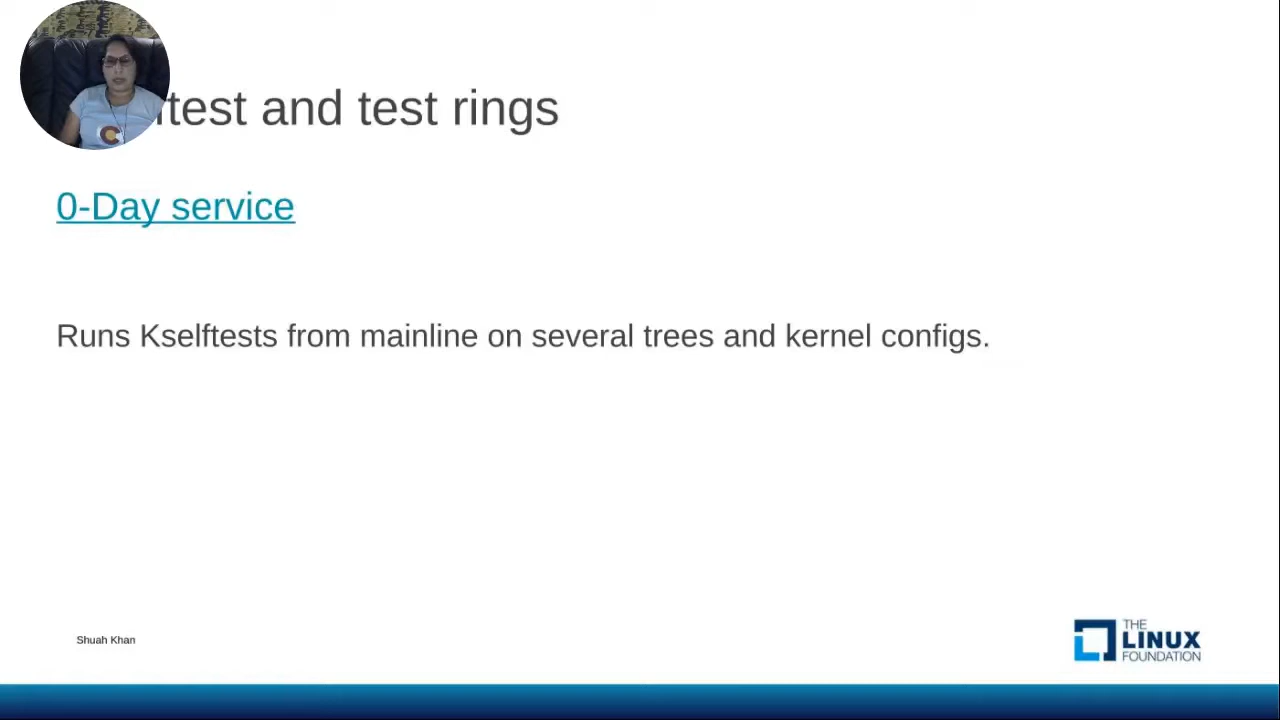 test and test rings
0-Day service
Runs Kselftests from mainline on several trees and kernel configs.
Shuah Khan
THE
LINUX
FOUNDATION